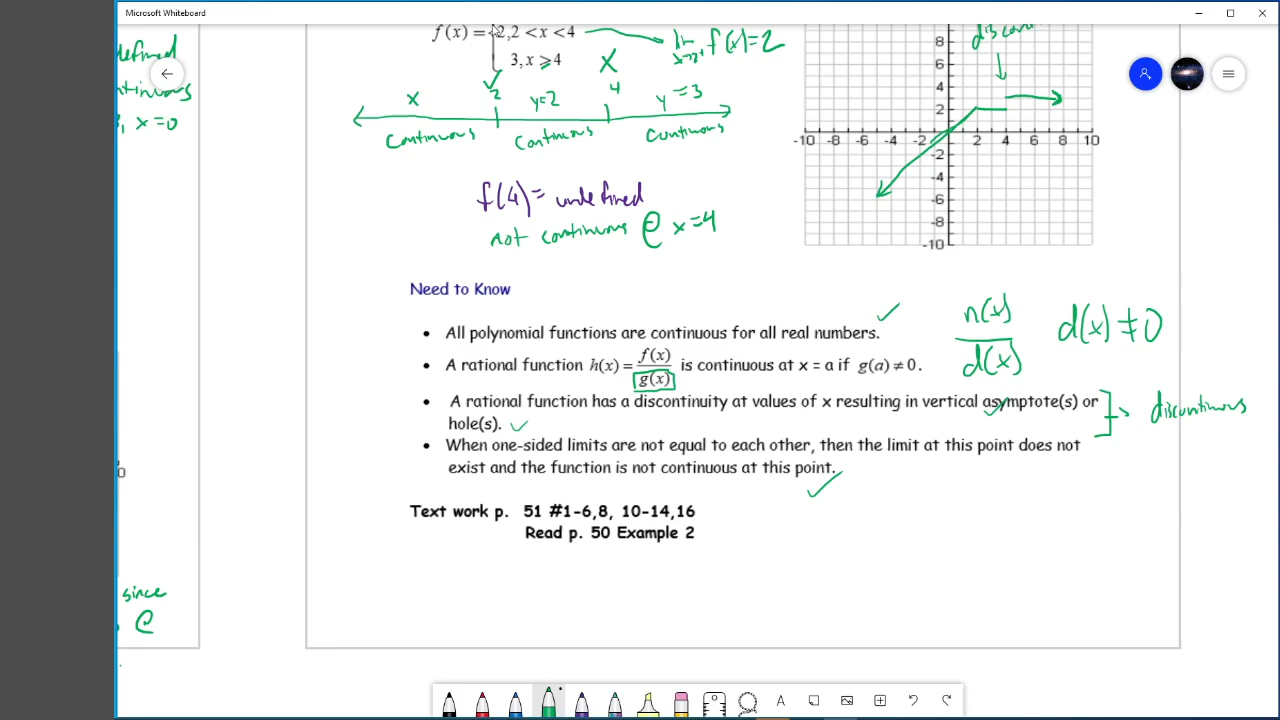 Microsoft Whiteboard
efined
ntinuous
3, x=0
f(x) = 2, 2 < x < 4
3, x ≥ 4
lim f(x)=2
x→2⁺
X
x 2 y=2 4 y=3
Continuous Continuous Continuous
f(4)= undefined
not continuous @ x=4
8
6
4
2
-10 -8 -6 -4 -2 2 4 6 8 10
-2
-4
-6
-8
-10
Need to Know
• All polynomial functions are continuous for all real numbers.
• A rational function h(x) = f(x)/g(x) is continuous at x = a if g(a) ≠ 0.
n(x)/d(x) d(x) ≠ 0
• A rational function has a discontinuity at values of x resulting in vertical asymptote(s) or
hole(s).
discontinuous
• When one-sided limits are not equal to each other, then the limit at this point does not
exist and the function is not continuous at this point.
Text work p. 51 #1-6,8, 10-14,16
Read p. 50 Example 2
0
since
@
A